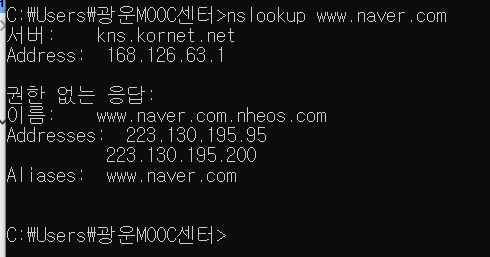 C:\Users\광운MOOC센터>nslookup www.naver.com
서버:    kns.kornet.net
Address:  168.126.63.1
권한 없는 응답:
이름:    www.naver.com.nheos.com
Addresses:  223.130.195.95
223.130.195.200
Aliases:  www.naver.com
C:\Users\광운MOOC센터>